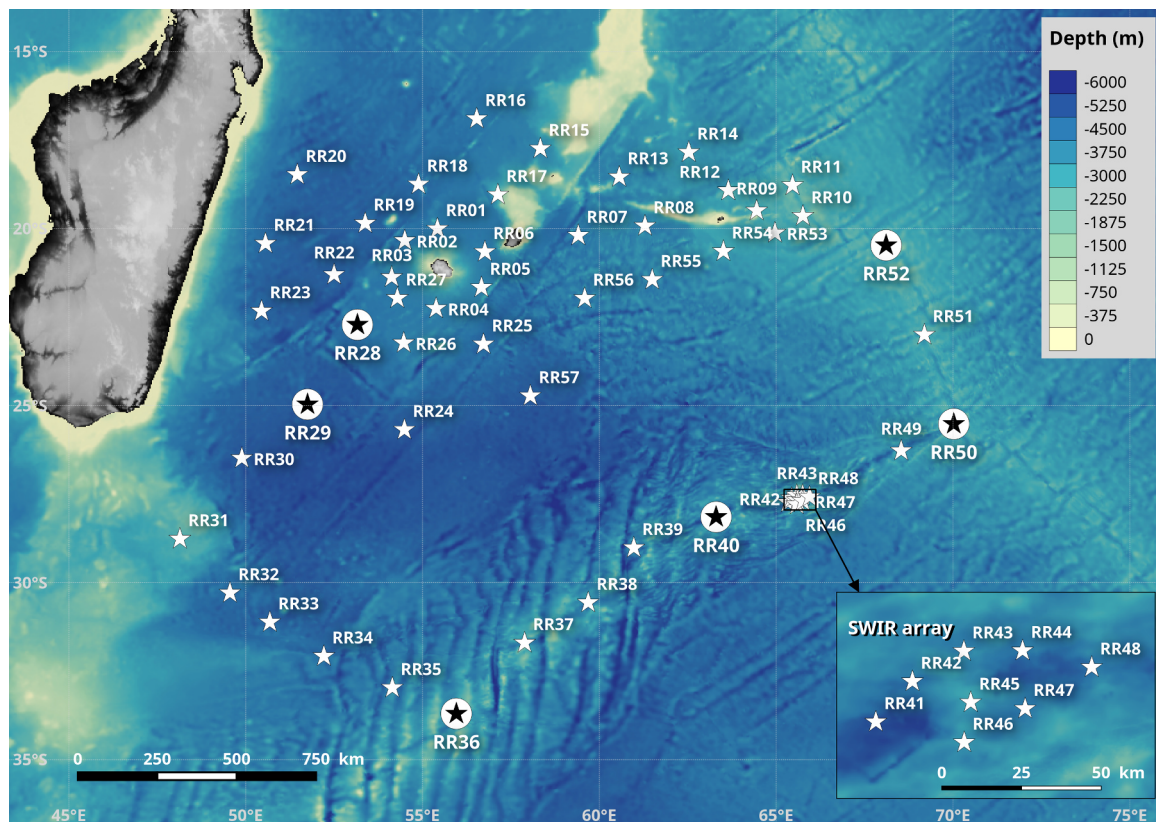 Depth (m)
-6000
-5250
-4500
-3750
-3000
-2250
-1875
-1500
-1125
-750
-375
0
15°S
20°S
25°S
30°S
35°S
45°E
50°E
55°E
60°E
65°E
70°E
75°E
RR16
RR15
RR14
RR13
RR12
RR11
RR20
RR18
RR17
RR09
RR10
RR19
RR01
RR08
RR07
RR21
RR02
RR06
RR54
RR53
RR22
RR03
RR52
RR27
RR05
RR55
RR56
RR23
RR04
RR51
RR28
RR26
RR25
RR57
RR24
RR29
RR49
RR50
RR30
RR43
RR48
RR42
RR47
RR46
RR31
RR39
RR40
RR32
RR38
RR33
RR37
RR34
RR35
RR36
0 250 500 750 km
SWIR array
RR43
RR44
RR48
RR42
RR45
RR47
RR41
RR46
0 25 50 km